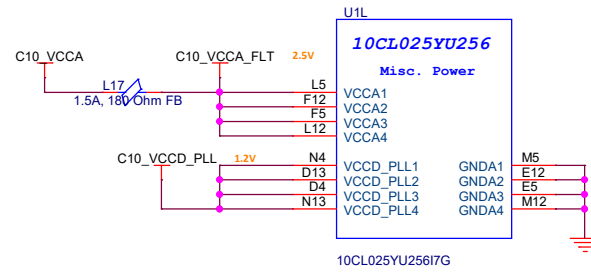 U1L
10CL025YU256
Misc. Power
C10_VCCA
C10_VCCA_FLT
2.5V
L17
1.5A, 180 Ohm FB
L5
VCCA1
F12
VCCA2
F5
VCCA3
L12
VCCA4
C10_VCCD_PLL
1.2V
N4
VCCD_PLL1
GNDA1
M5
D13
VCCD_PLL2
GNDA2
E12
D4
VCCD_PLL3
GNDA3
E5
N13
VCCD_PLL4
GNDA4
M12
10CL025YU256I7G